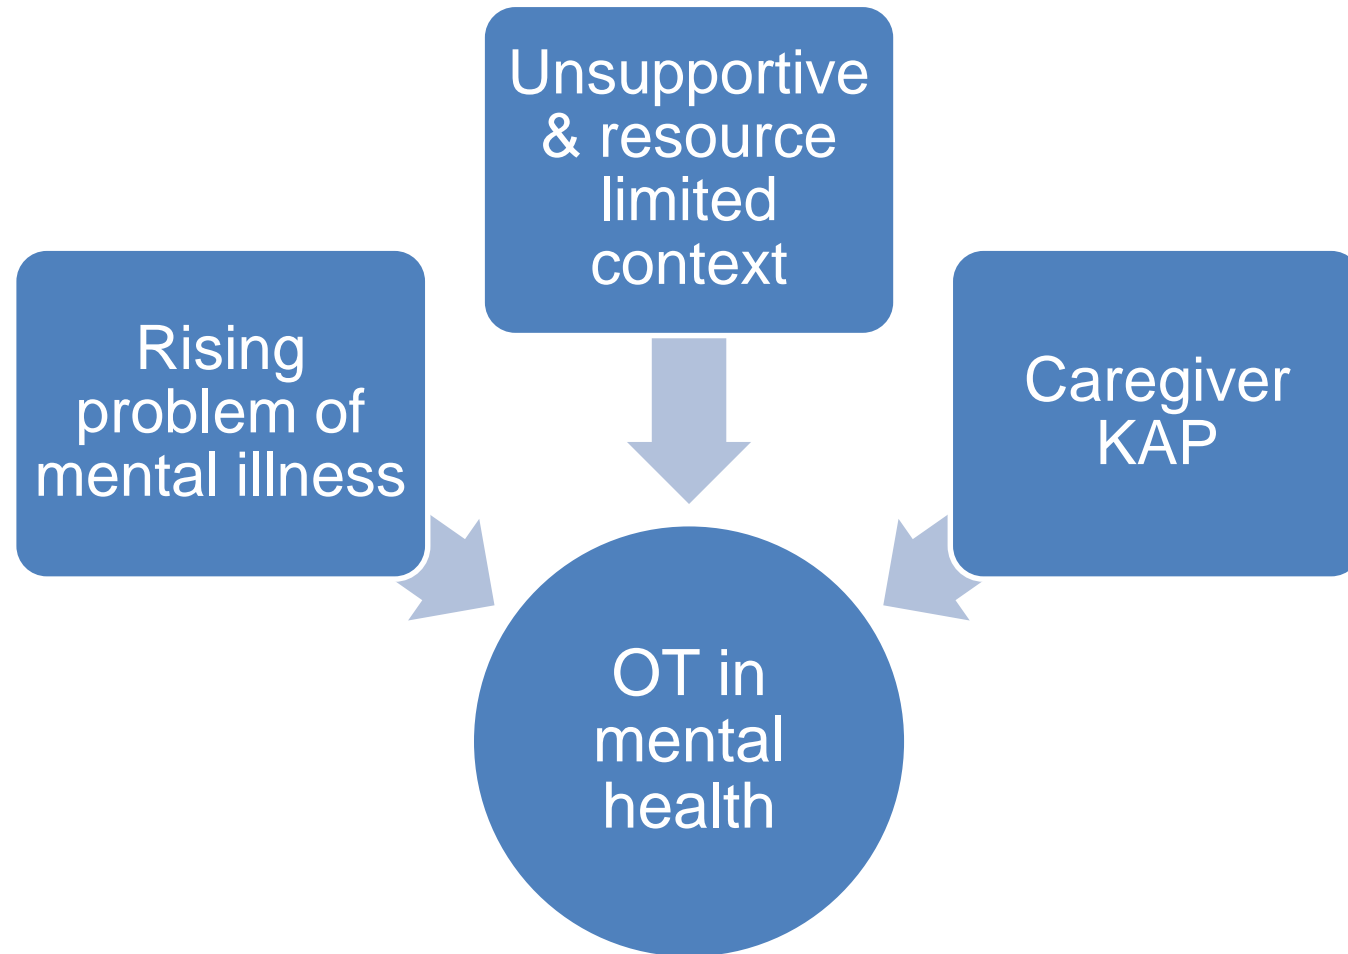 Unsupportive
& resource
limited
context
Rising
problem of
mental illness
Caregiver
KAP
OT in
mental
health